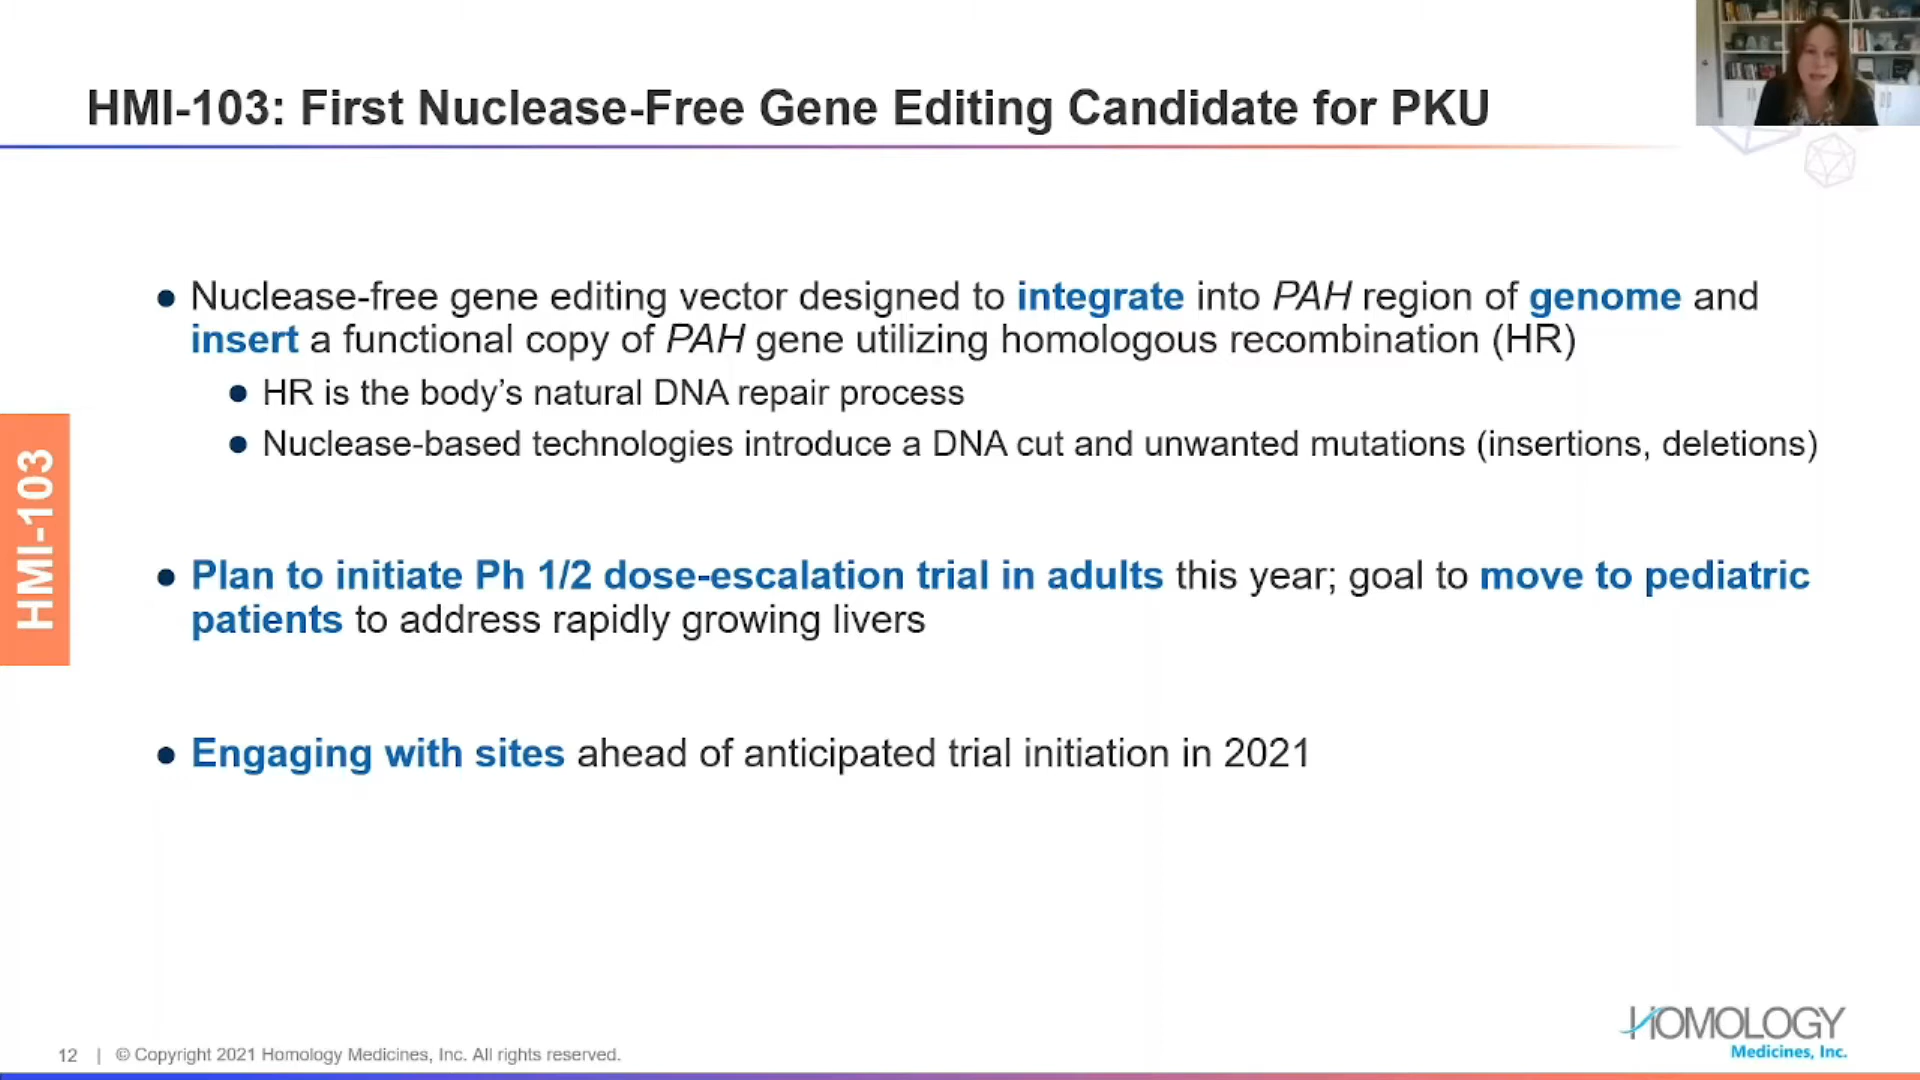 HMI-103: First Nuclease-Free Gene Editing Candidate for PKU
● Nuclease-free gene editing vector designed to integrate into PAH region of genome and
insert a functional copy of PAH gene utilizing homologous recombination (HR)
● HR is the body’s natural DNA repair process
● Nuclease-based technologies introduce a DNA cut and unwanted mutations (insertions, deletions)
HMI-103
● Plan to initiate Ph 1/2 dose-escalation trial in adults this year; goal to move to pediatric
patients to address rapidly growing livers
● Engaging with sites ahead of anticipated trial initiation in 2021
HOMOLOGY
Medicines, Inc.
12 | © Copyright 2021 Homology Medicines, Inc. All rights reserved.